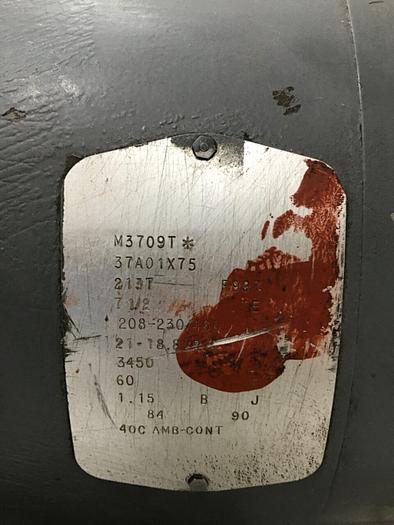 M3709T *
37A01X75
213T
7 1/2 E
208-230/
21-18.8/
3450
60
1.15 B J
84 90
40C AMB-CONT